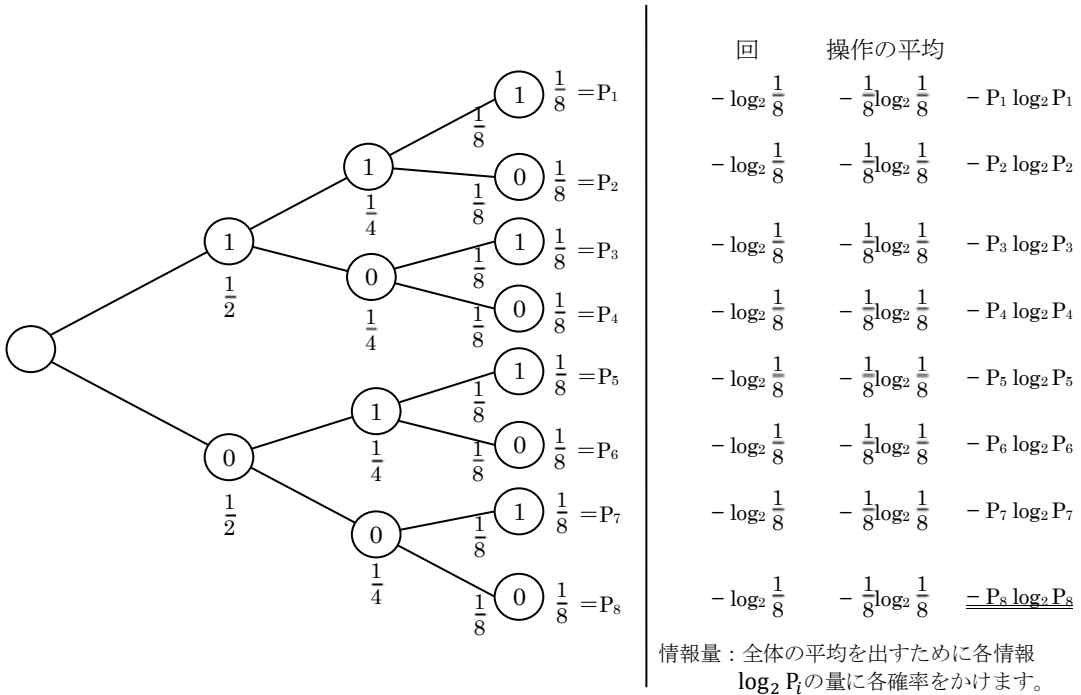 回 操作の平均
1 1/8 =P₁ − log₂ 1/8 − 1/8 log₂ 1/8 − P₁ log₂ P₁
1/8
1
1/4
0 1/8 =P₂ − log₂ 1/8 − 1/8 log₂ 1/8 − P₂ log₂ P₂
1/8
1
1/2
1 1/8 =P₃ − log₂ 1/8 − 1/8 log₂ 1/8 − P₃ log₂ P₃
1/8
0
1/4
0 1/8 =P₄ − log₂ 1/8 − 1/8 log₂ 1/8 − P₄ log₂ P₄
1/8
1 1/8 =P₅ − log₂ 1/8 − 1/8 log₂ 1/8 − P₅ log₂ P₅
1/8
1
1/4
0 1/8 =P₆ − log₂ 1/8 − 1/8 log₂ 1/8 − P₆ log₂ P₆
1/8
0
1/2
1 1/8 =P₇ − log₂ 1/8 − 1/8 log₂ 1/8 − P₇ log₂ P₇
1/8
0
1/4
0 1/8 =P₈ − log₂ 1/8 − 1/8 log₂ 1/8 − P₈ log₂ P₈
1/8
情報量：全体の平均を出すために各情報
log₂ Pᵢの量に各確率をかけます。